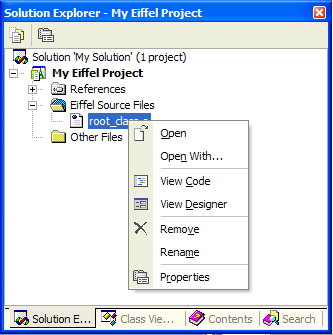 Solution Explorer - My Eiffel Project
Solution 'My Solution' (1 project)
My Eiffel Project
References
Eiffel Source Files
root_class.e
Other Files
Open
Open With...
View Code
View Designer
Remove
Rename
Properties
Solution E...
Class Vie...
Contents
Search